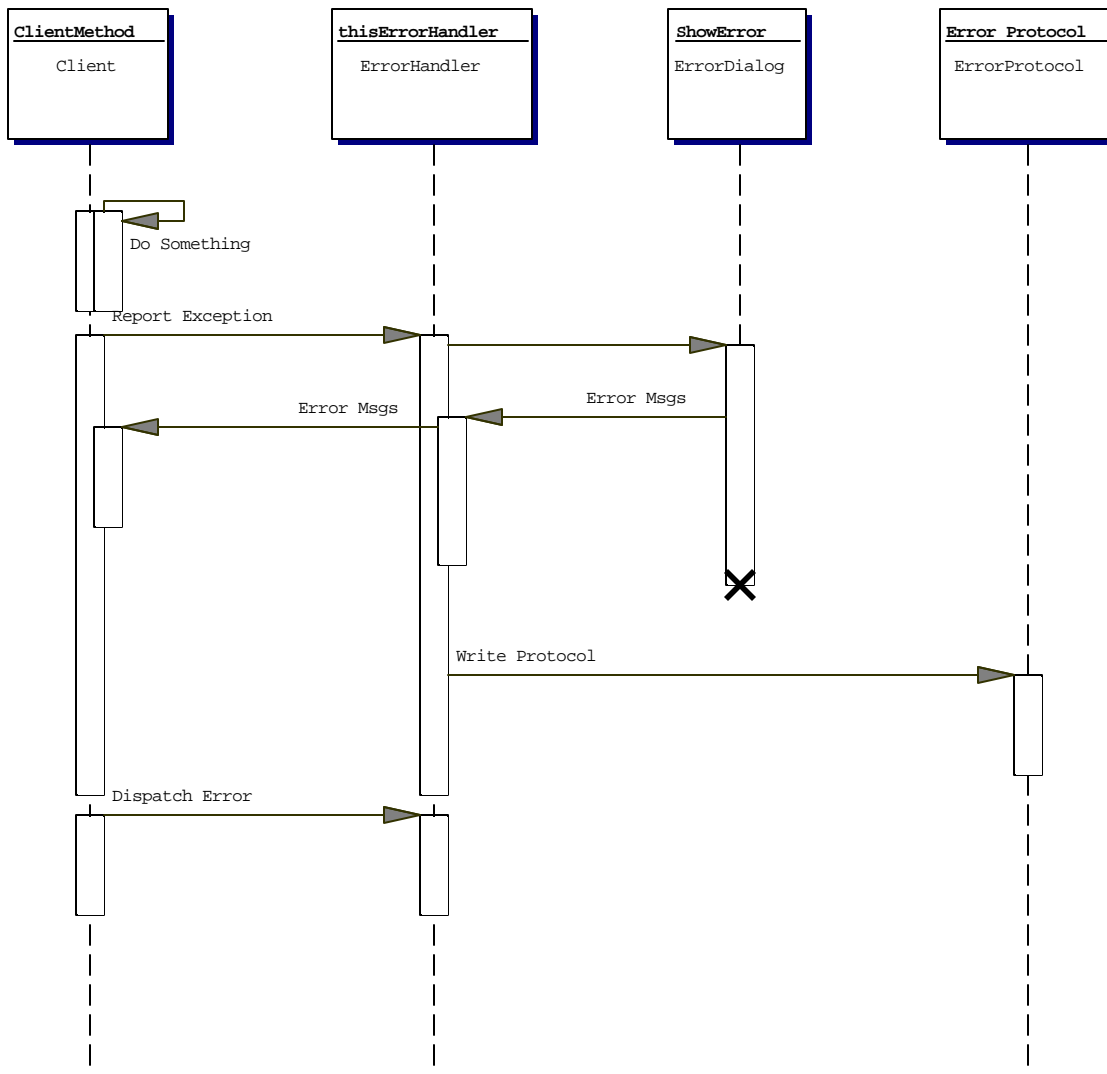 ClientMethod
Client
thisErrorHandler
ErrorHandler
ShowError
ErrorDialog
Error Protocol
ErrorProtocol
Do Something
Report Exception
Error Msgs
Error Msgs
Write Protocol
Dispatch Error